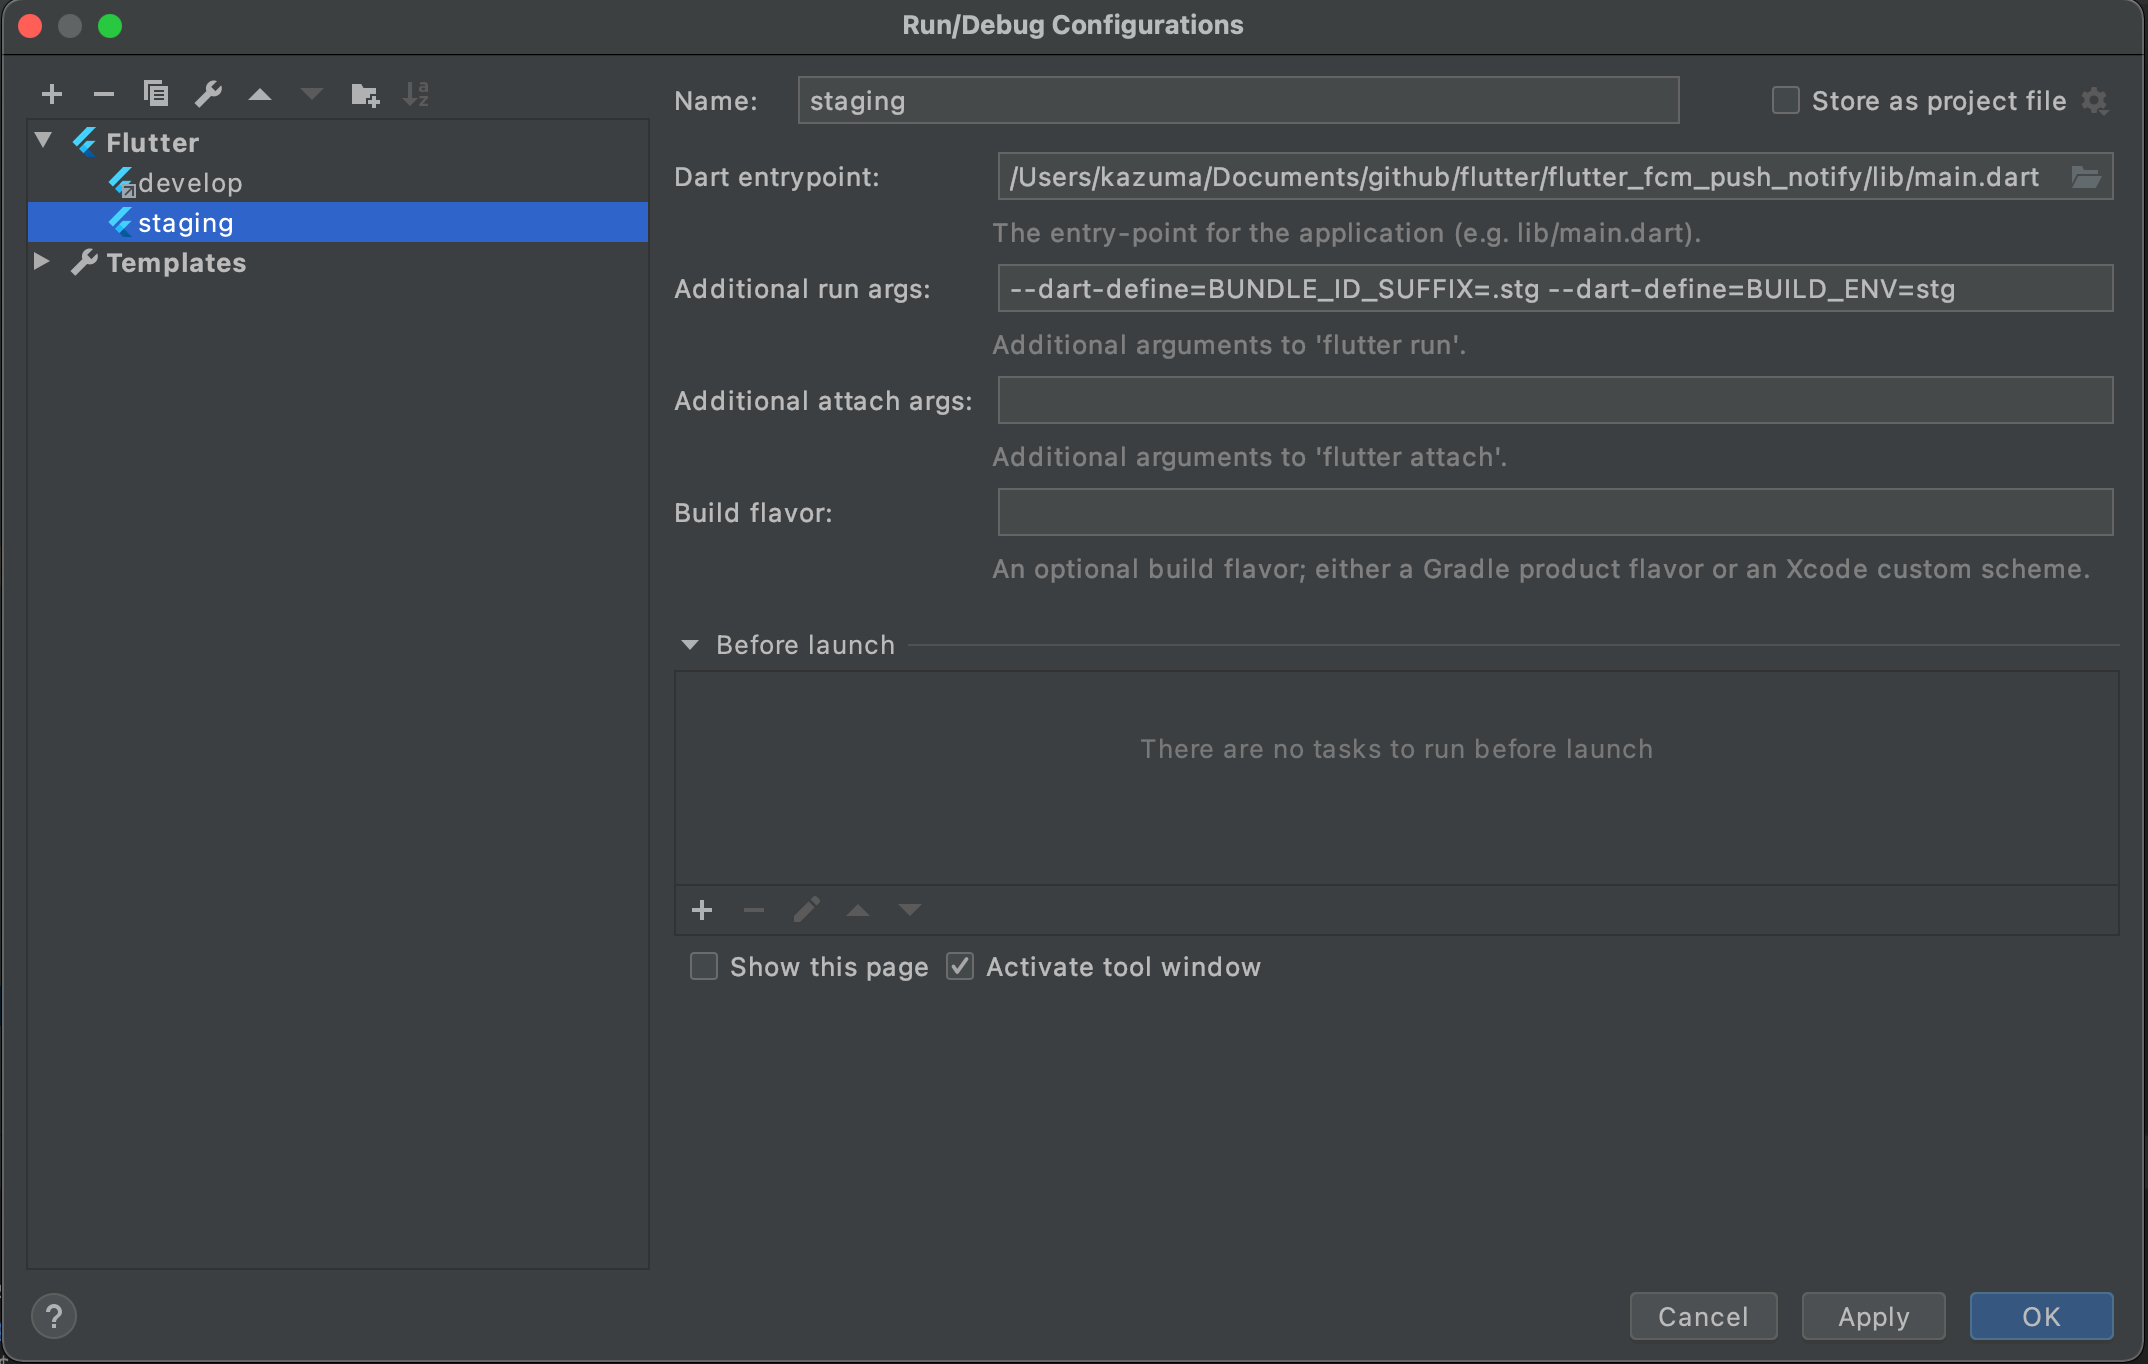 Run/Debug Configurations
Flutter
develop
staging
Templates
Name: staging Store as project file
Dart entrypoint: /Users/kazuma/Documents/github/flutter/flutter_fcm_push_notify/lib/main.dart
The entry-point for the application (e.g. lib/main.dart).
Additional run args: --dart-define=BUNDLE_ID_SUFFIX=.stg --dart-define=BUILD_ENV=stg
Additional arguments to 'flutter run'.
Additional attach args:
Additional arguments to 'flutter attach'.
Build flavor:
An optional build flavor; either a Gradle product flavor or an Xcode custom scheme.
Before launch
There are no tasks to run before launch
Show this page Activate tool window
? Cancel Apply OK